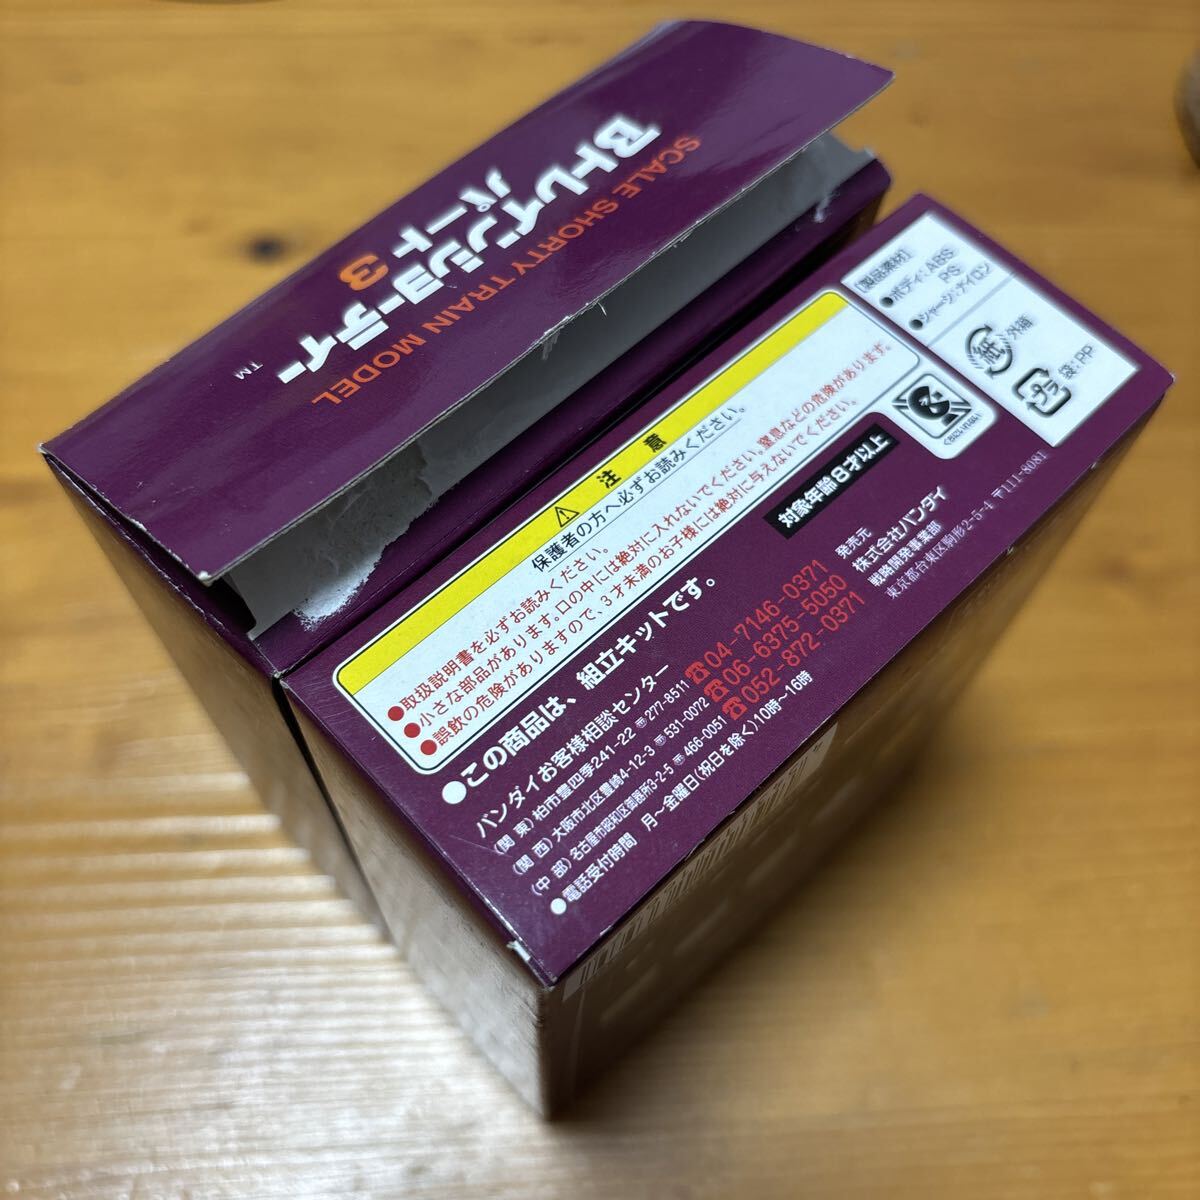 Bトレインショーティー
パート3
™
SCALE SHORTY TRAIN MODEL
注意
保護者の方へ必ずお読みください。
●取扱説明書を必ずお読みください。
●小さな部品があります。口の中には絶対に入れないでください。窒息などの危険があります。
●誤飲の危険がありますので、3才未満のお子様には絶対に与えないでください。
くちにいれない
[製品素材]
●ボディ:ABS
PS
●シャーシ:ナイロン
紙
外箱
プラ
袋:PP
●この商品は、組立キットです。
対象年齢8才以上
バンダイお客様相談センター
(関東)柏市豊四季241-22 〒277-8511 ☎04-7146-0371
(関西)大阪市北区豊崎4-12-3 〒531-0072 ☎06-6375-5050
(中部)名古屋市昭和区御器所3-2-5 〒466-0051 ☎052-872-0371
●電話受付時間 月〜金曜日(祝日を除く)10時〜16時
発売元
株式会社バンダイ
戦略開発事業部
東京都台東区駒形2-5-4 〒111-8081